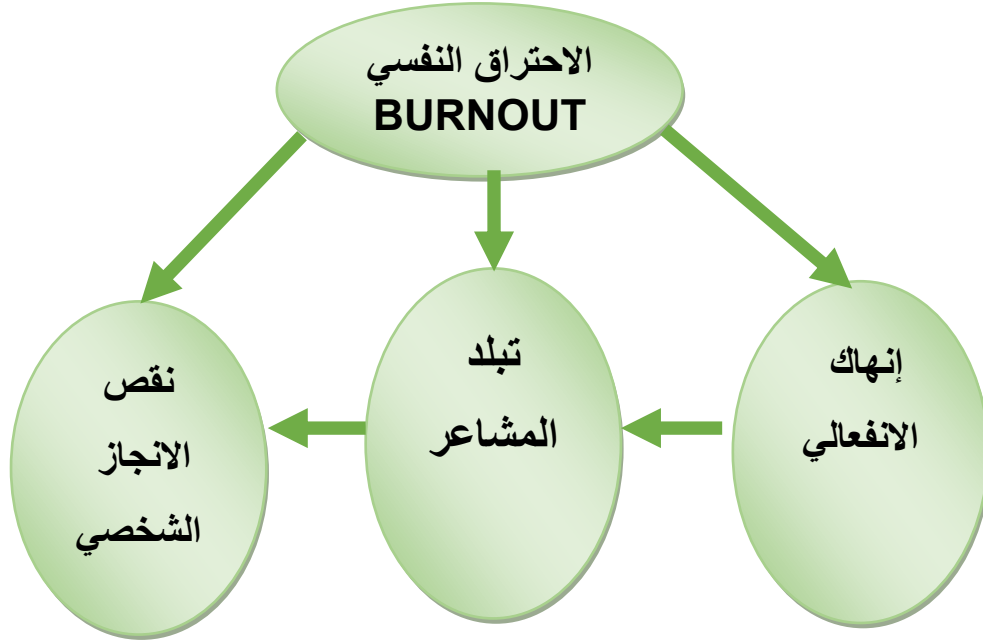 الاحتراق النفسي
BURNOUT
إنهاك
الانفعالي
تبلد
المشاعر
نقص
الانجاز
الشخصي